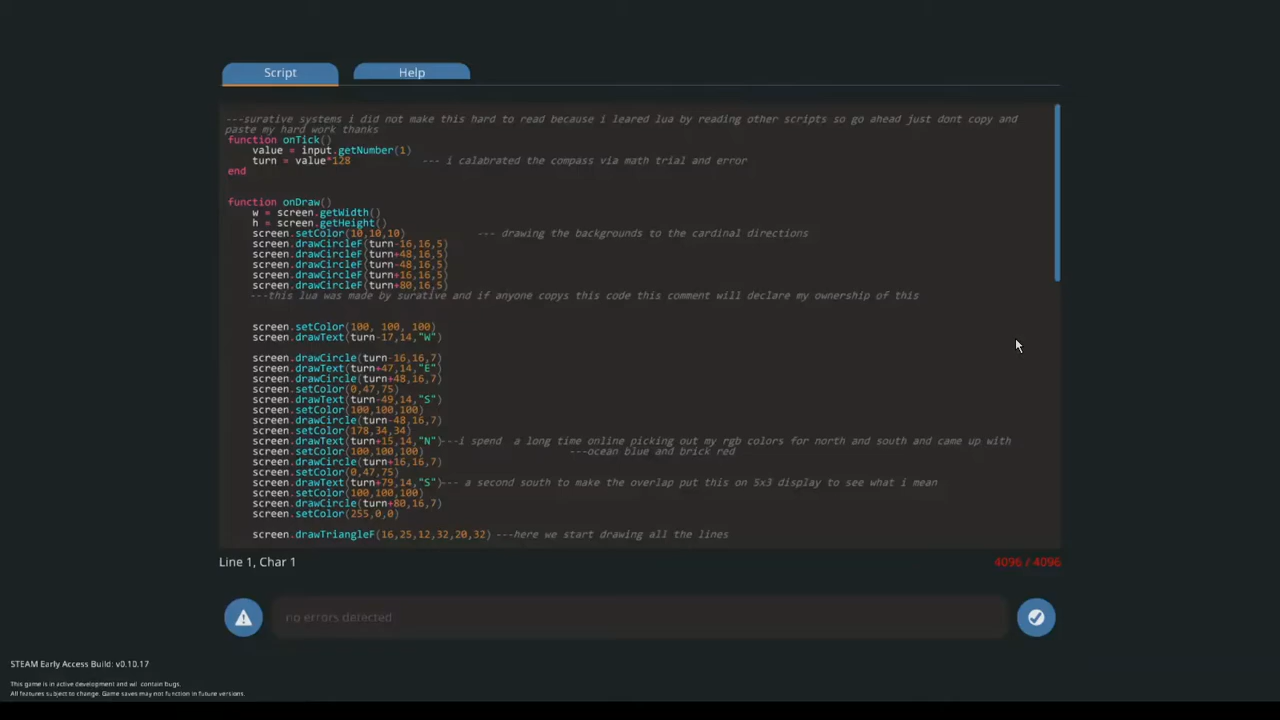 Script Help
---surative systems i did not make this hard to read because i leared lua by reading other scripts so go ahead just dont copy and
paste my hard work thanks
function onTick()
value = input.getNumber(1)
turn = value*128 --- i calabrated the compass via math trial and error
end
function onDraw()
w = screen.getWidth()
h = screen.getHeight()
screen.setColor(10,10,10) --- drawing the backgrounds to the cardinal directions
screen.drawCircleF(turn-16,16,5)
screen.drawCircleF(turn+48,16,5)
screen.drawCircleF(turn-48,16,5)
screen.drawCircleF(turn+16,16,5)
screen.drawCircleF(turn+80,16,5)
---this lua was made by surative and if anyone copys this code this comment will declare my ownership of this
screen.setColor(100, 100, 100)
screen.drawText(turn-17,14,"W")
screen.drawCircle(turn-16,16,7)
screen.drawText(turn+47,14,"E")
screen.drawCircle(turn+48,16,7)
screen.setColor(0,47,75)
screen.drawText(turn-49,14,"S")
screen.setColor(100,100,100)
screen.drawCircle(turn-48,16,7)
screen.setColor(178,34,34)
screen.drawText(turn+15,14,"N")---i spend a long time online picking out my rgb colors for north and south and came up with
screen.setColor(100,100,100) ---ocean blue and brick red
screen.drawCircle(turn+16,16,7)
screen.setColor(0,47,75)
screen.drawText(turn+79,14,"S")--- a second south to make the overlap put this on 5x3 display to see what i mean
screen.setColor(100,100,100)
screen.drawCircle(turn+80,16,7)
screen.setColor(255,0,0)
screen.drawTriangleF(16,25,12,32,20,32) ---here we start drawing all the lines
Line 1, Char 1 4096 / 4096
no errors detected
STEAM Early Access Build: v0.10.17
This game is in active development and will contain bugs.
All features subject to change. Game saves may not function in future versions.